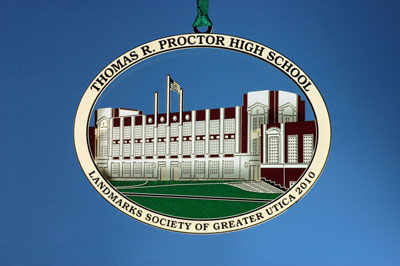 THOMAS R. PROCTOR HIGH SCHOOL
LANDMARKS SOCIETY OF GREATER UTICA 2010